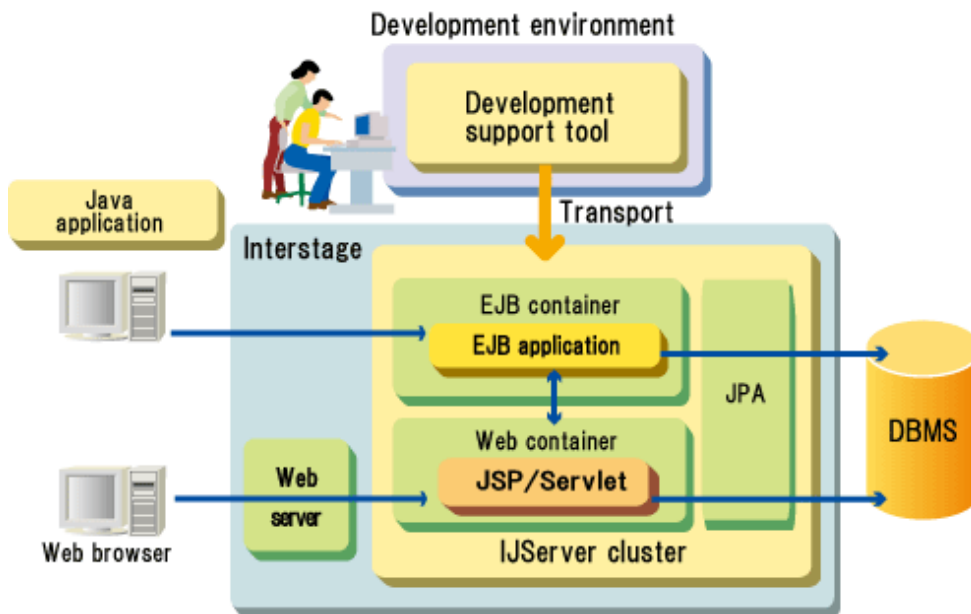 Development environment
Development
support tool
Java
application
Transport
Interstage
EJB container
EJB application
JPA
DBMS
Web container
Web
server
JSP/Servlet
Web browser
IJServer cluster